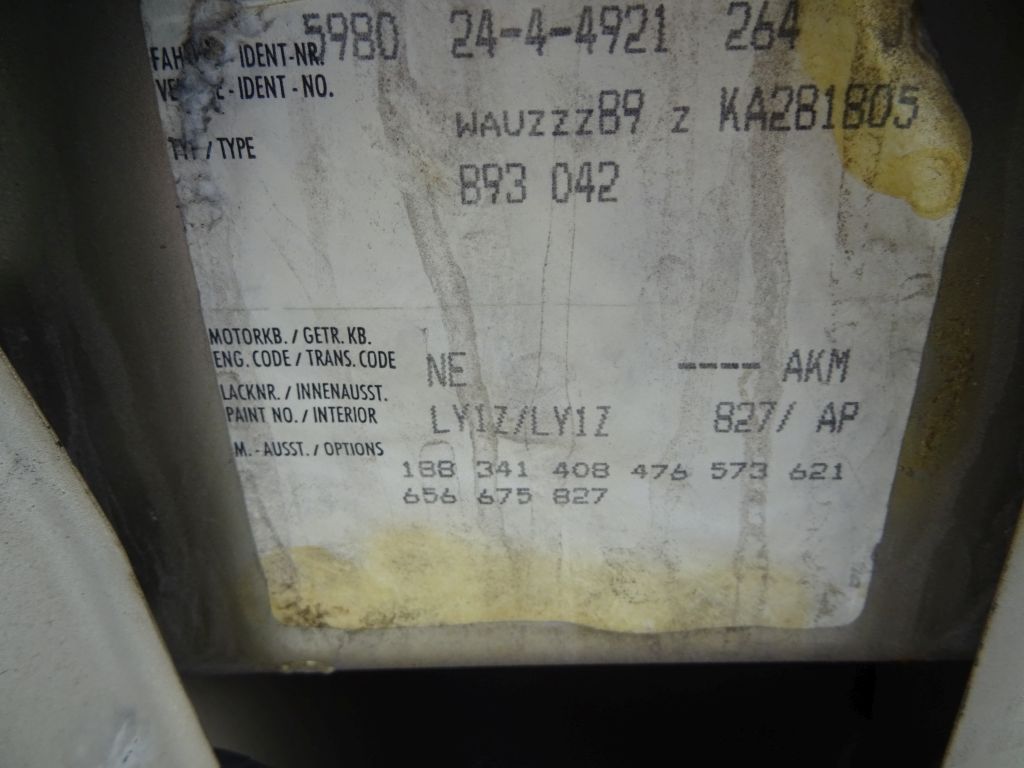 5980 24-4-4921 264
IDENT-NR.
- IDENT - NO.
WAUZZZ89 Z KA281805
TYP / TYPE
893 042
MOTORKB. / GETR. KB.
ENG. CODE / TRANS. CODE
NE ---- AKM
LACKNR. / INNENAUSST.
PAINT NO. / INTERIOR
LY1Z/LY1Z 827/ AP
M. - AUSST. / OPTIONS
188 341 408 476 573 621
656 675 827